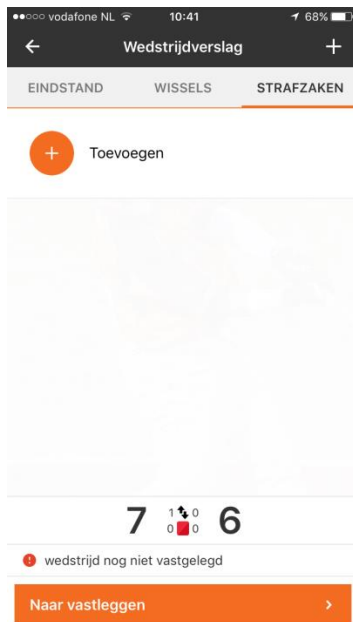 vodafone NL 10:41 68%
Wedstrijdverslag
EINDSTAND WISSELS STRAFZAKEN
Toevoegen
7 1 0 6
0 0
wedstrijd nog niet vastgelegd
Naar vastleggen